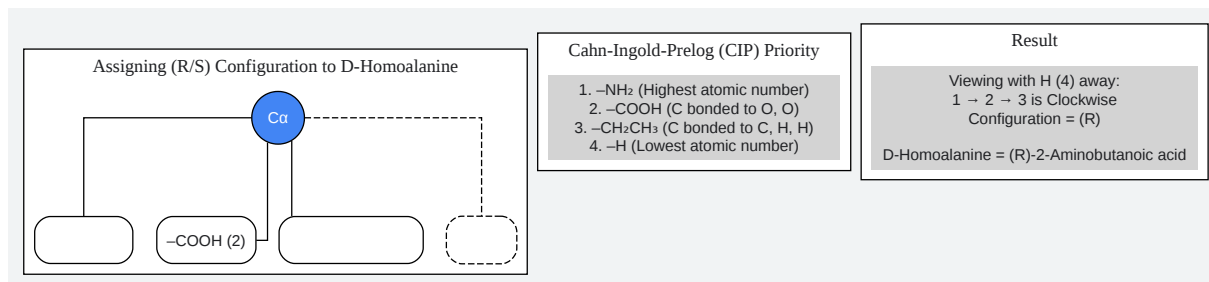 Assigning (R/S) Configuration to D-Homoalanine
Cα
–COOH (2)
Cahn-Ingold-Prelog (CIP) Priority
1. –NH₂ (Highest atomic number)
2. –COOH (C bonded to O, O)
3. –CH₂CH₃ (C bonded to C, H, H)
4. –H (Lowest atomic number)
Result
Viewing with H (4) away:
1 → 2 → 3 is Clockwise
Configuration = (R)
D-Homoalanine = (R)-2-Aminobutanoic acid